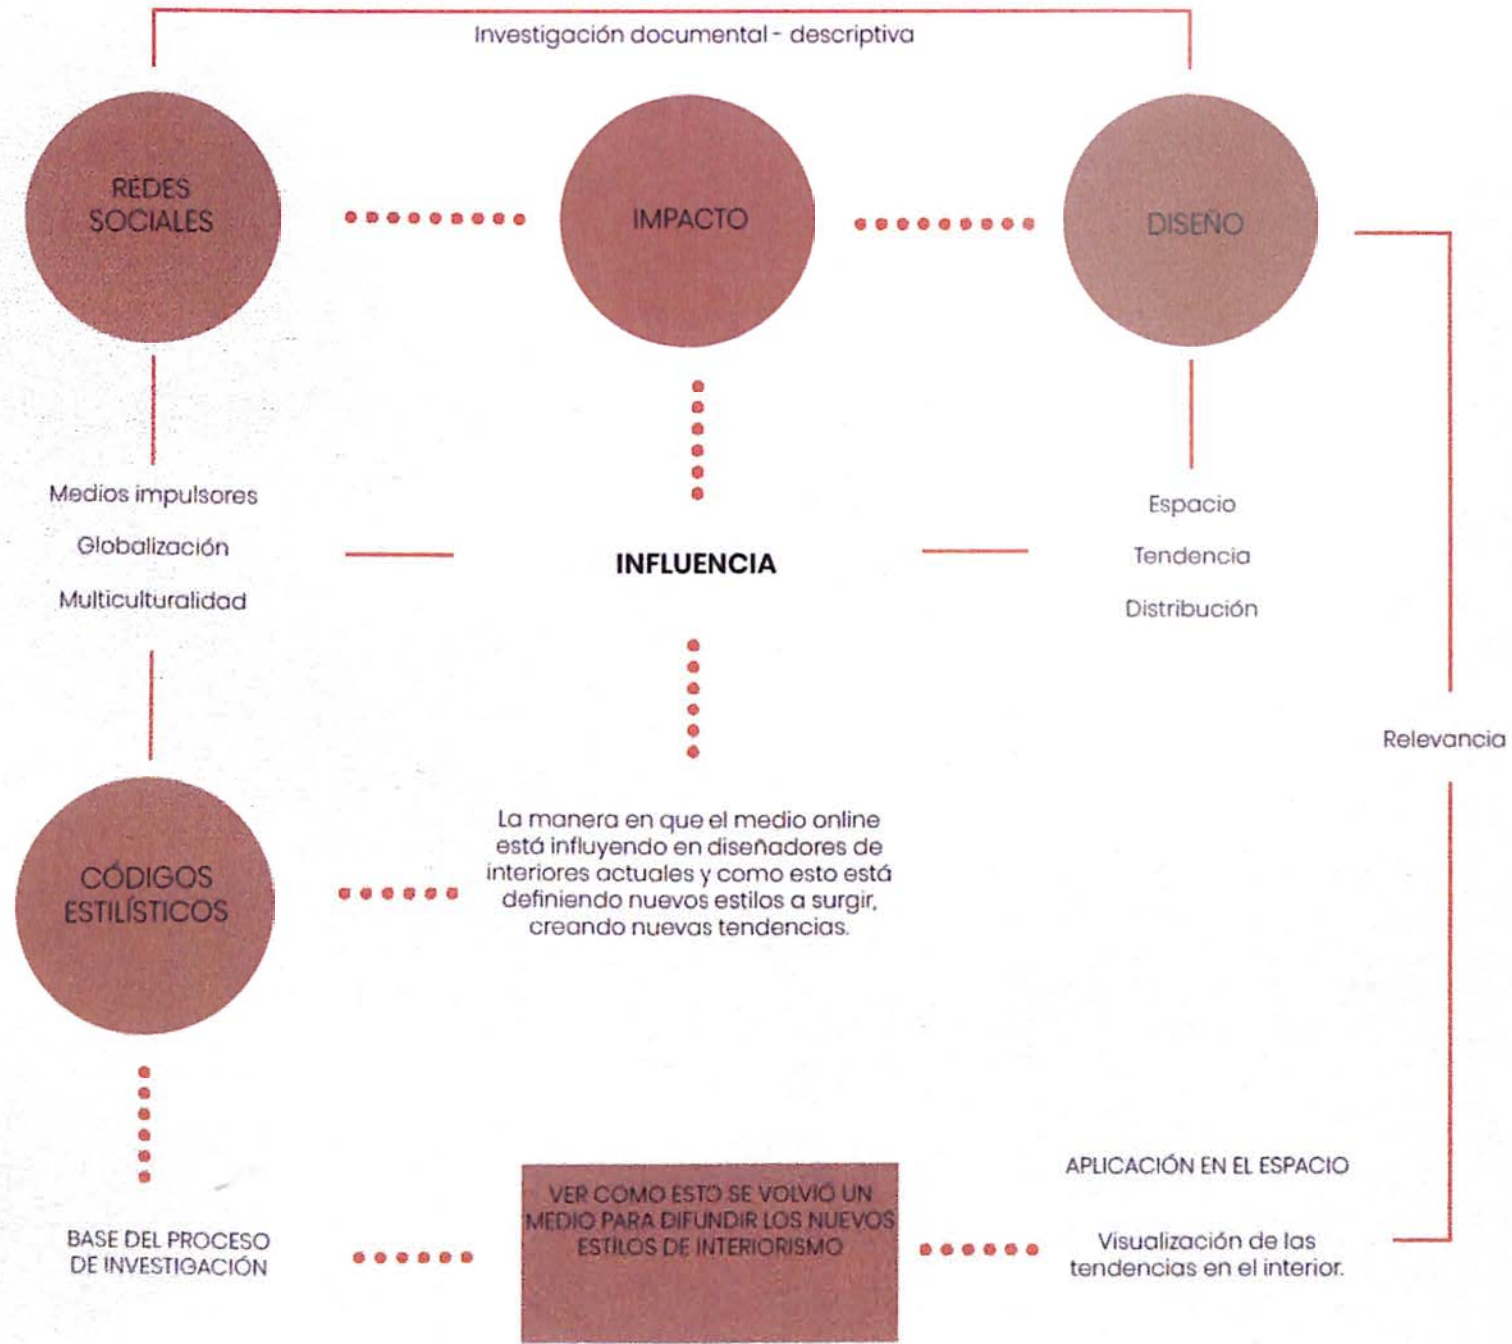 Investigación documental - descriptiva
REDES
SOCIALES
IMPACTO
DISEÑO
Medios impulsores
Globalización
Multiculturalidad
INFLUENCIA
Espacio
Tendencia
Distribución
Relevancia
CÓDIGOS
ESTILÍSTICOS
La manera en que el medio online
está influyendo en diseñadores de
interiores actuales y como esto está
definiendo nuevos estilos a surgir,
creando nuevas tendencias.
BASE DEL PROCESO
DE INVESTIGACIÓN
VER COMO ESTO SE VOLVIÓ UN
MEDIO PARA DIFUNDIR LOS NUEVOS
ESTILOS DE INTERIORISMO
APLICACIÓN EN EL ESPACIO
Visualización de las
tendencias en el interior.